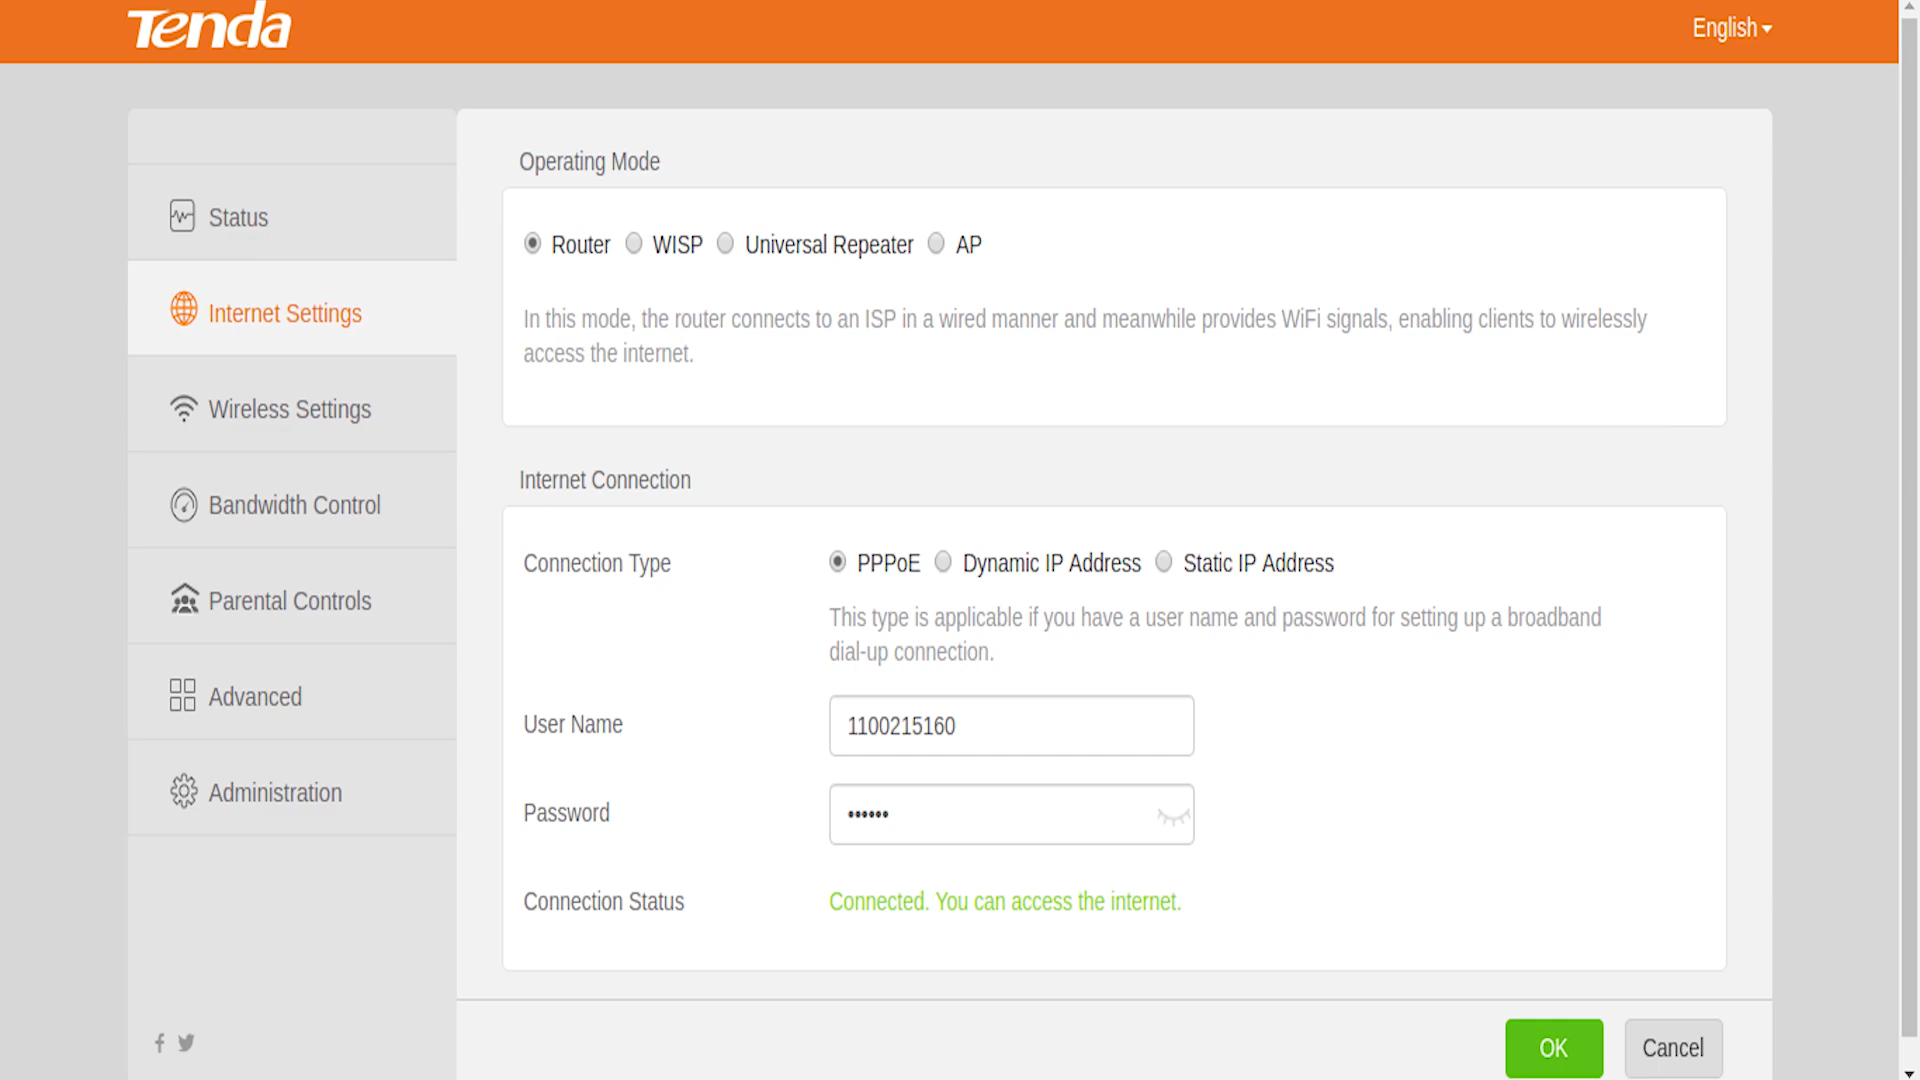 Tenda
English
Status
Internet Settings
Wireless Settings
Bandwidth Control
Parental Controls
Advanced
Administration
Operating Mode
Router WISP Universal Repeater AP
In this mode, the router connects to an ISP in a wired manner and meanwhile provides WiFi signals, enabling clients to wirelessly
access the internet.
Internet Connection
Connection Type PPPoE Dynamic IP Address Static IP Address
This type is applicable if you have a user name and password for setting up a broadband
dial-up connection.
User Name 1100215160
Password ••••••
Connection Status Connected. You can access the internet.
OK Cancel